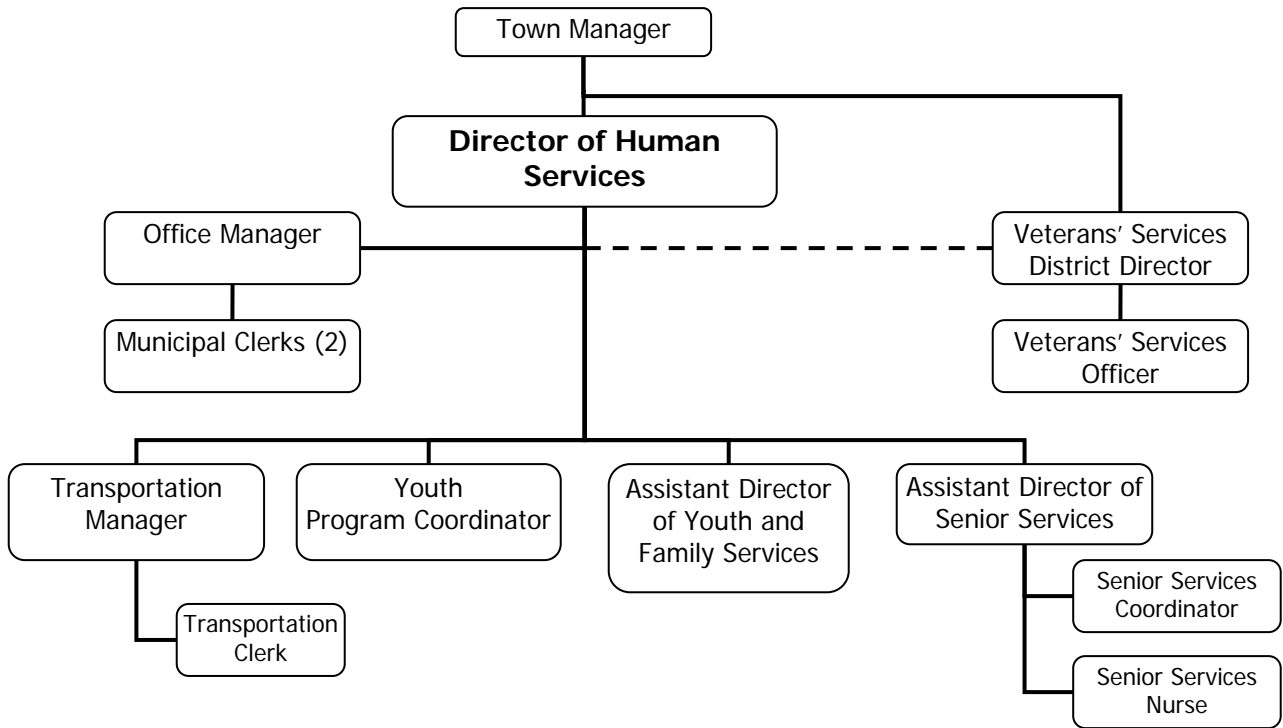 Town Manager
Director of Human
Services
Office Manager
Veterans’ Services
District Director
Municipal Clerks (2)
Veterans’ Services
Officer
Transportation
Manager
Youth
Program Coordinator
Assistant Director
of Youth and
Family Services
Assistant Director of
Senior Services
Transportation
Clerk
Senior Services
Coordinator
Senior Services
Nurse